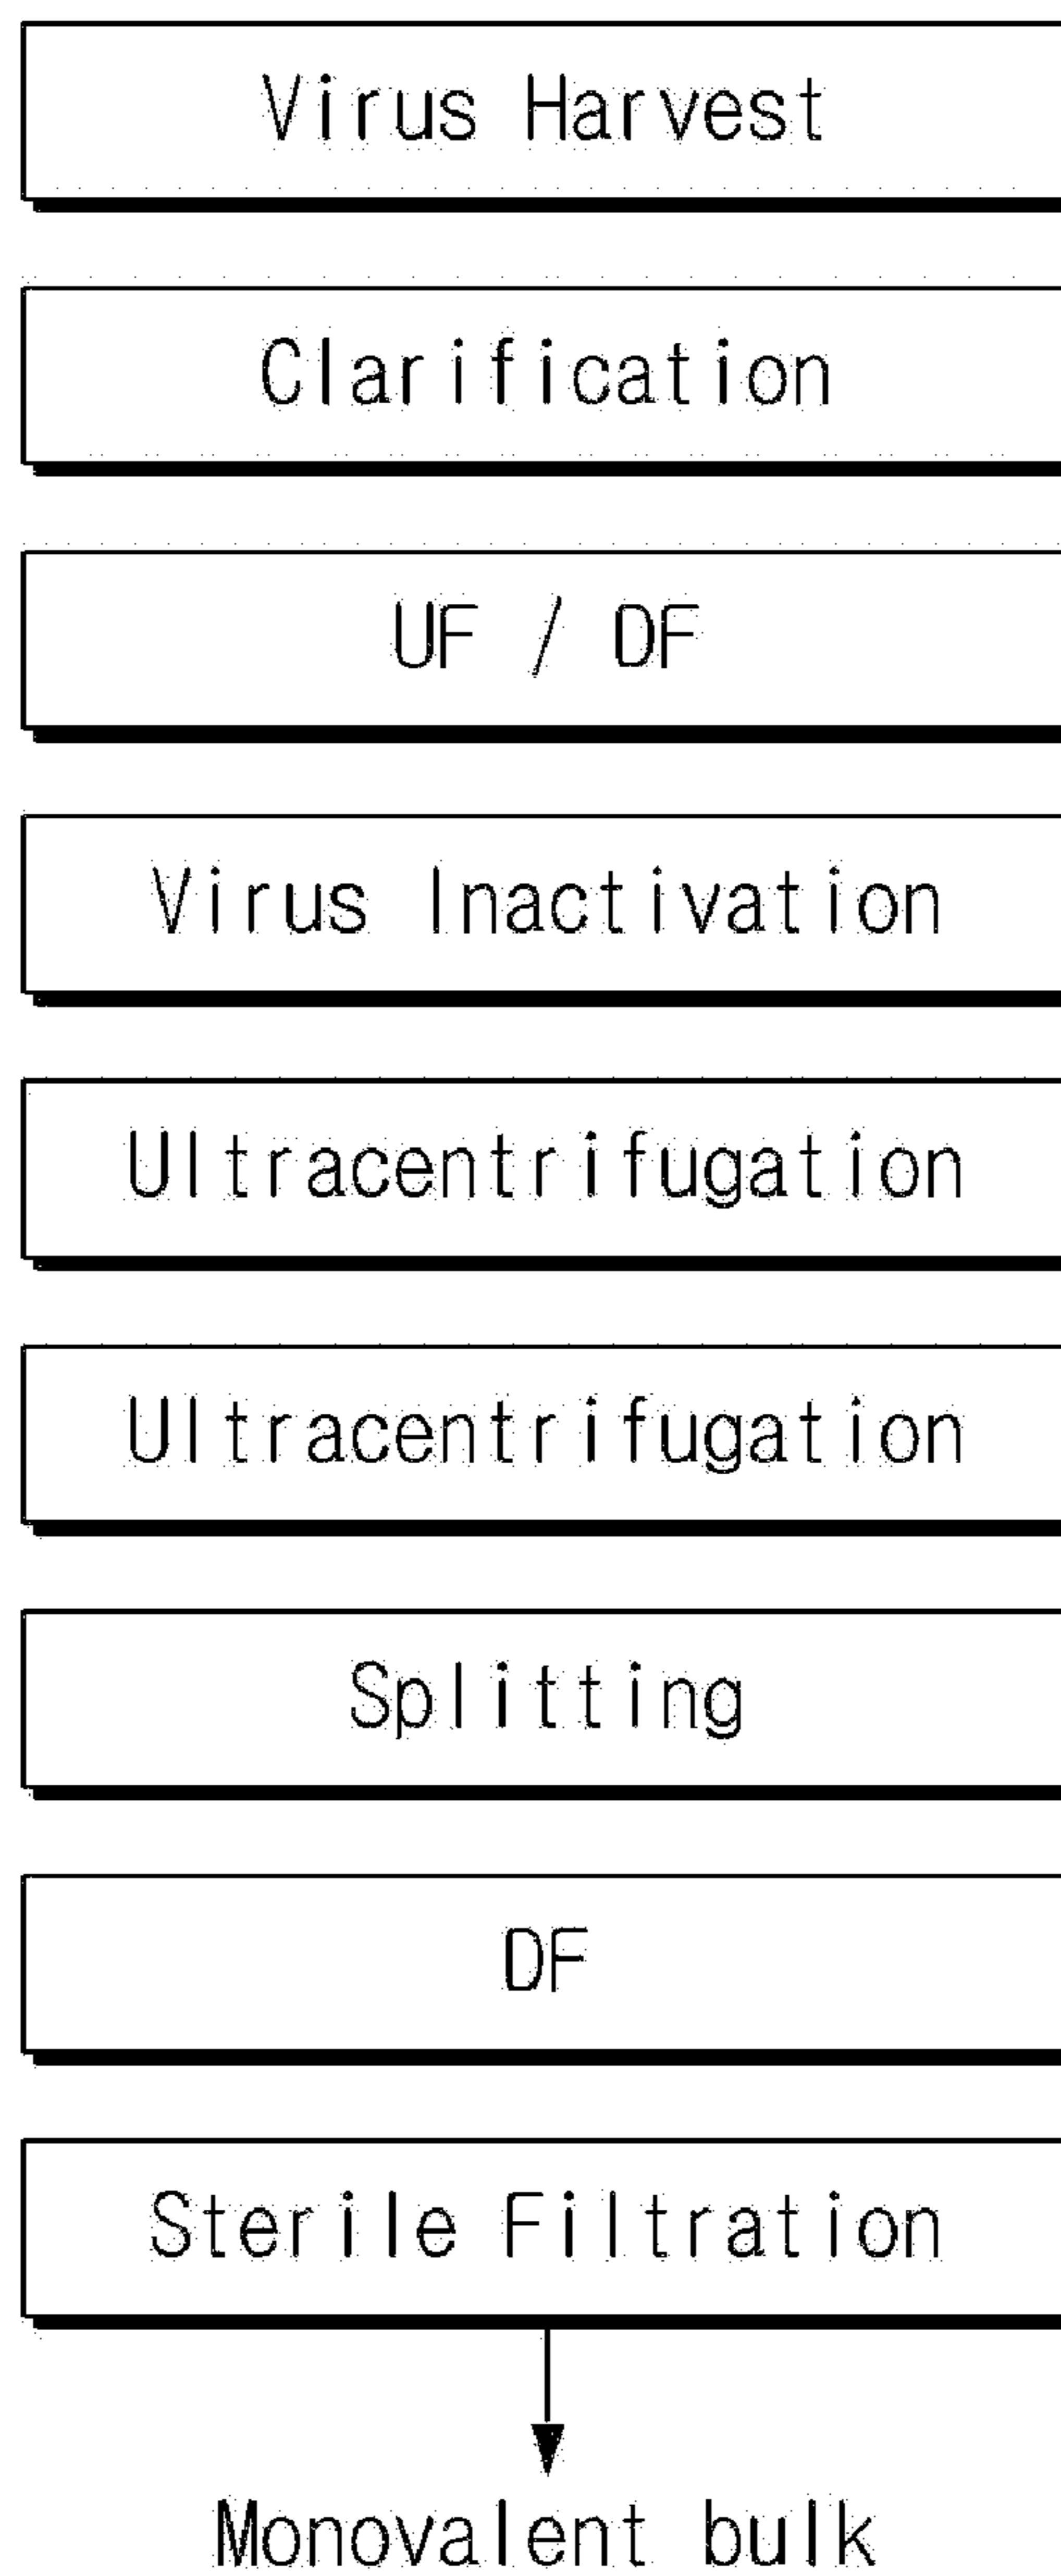 Virus Harvest
Clarification
UF / DF
Virus Inactivation
Ultracentrifugation
Ultracentrifugation
Splitting
DF
Sterile Filtration
Monovalent bulk